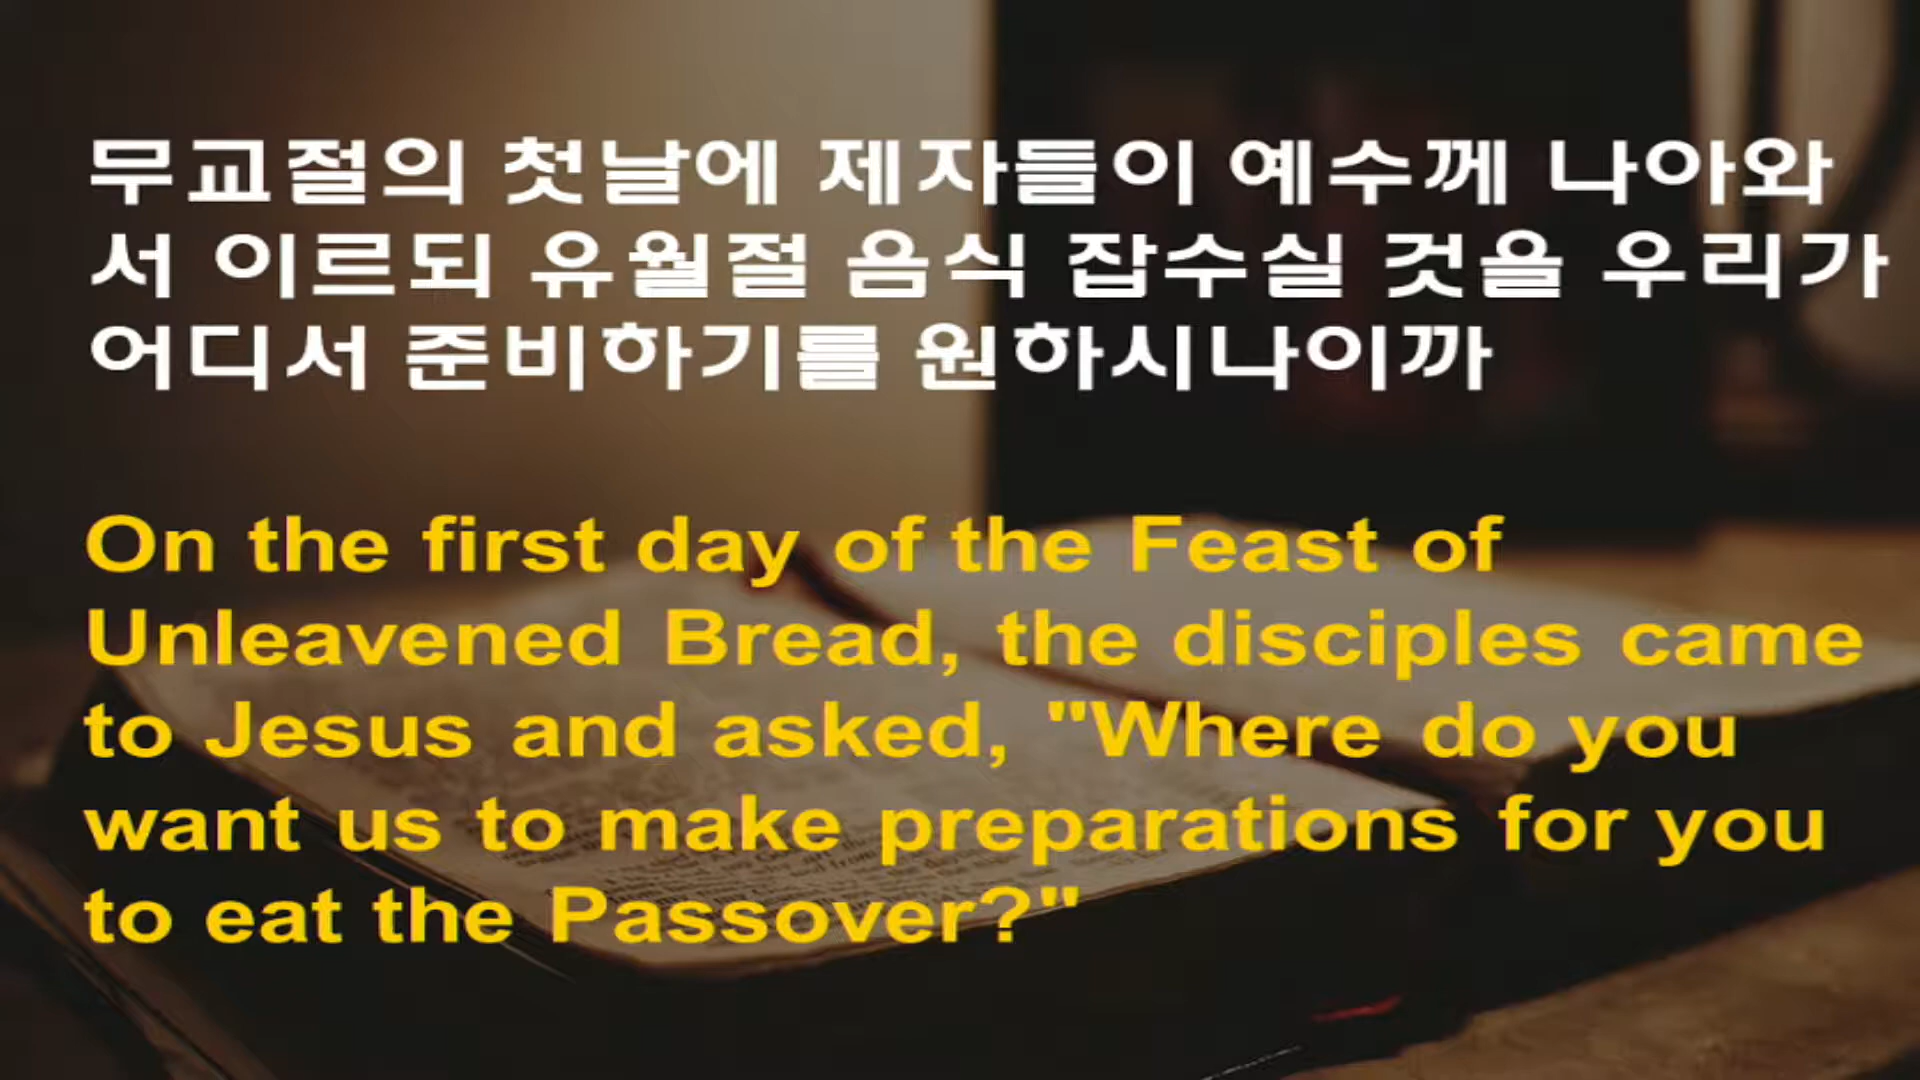 무교절의 첫날에 제자들이 예수께 나아와
서 이르되 유월절 음식 잡수실 것을 우리가
어디서 준비하기를 원하시나이까
On the first day of the Feast of
Unleavened Bread, the disciples came
to Jesus and asked, "Where do you
want us to make preparations for you
to eat the Passover?"